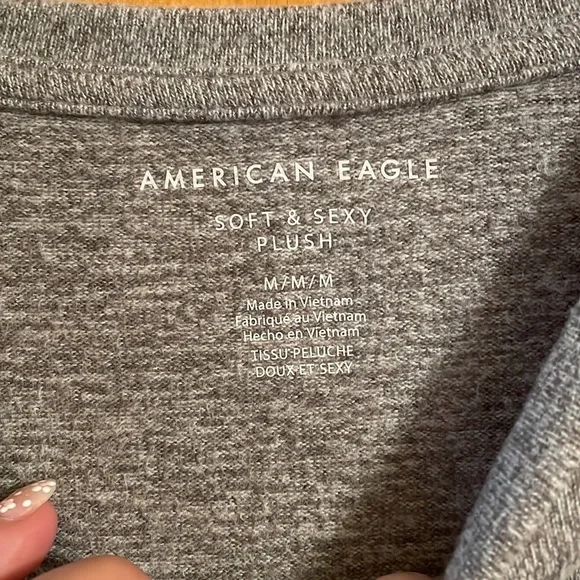 AMERICAN EAGLE
SOFT & SEXY
PLUSH
M/M/M
Made in Vietnam
Fabriqué au Vietnam
Hecho en Vietnam
TISSU PELUCHE
DOUX ET SEXY